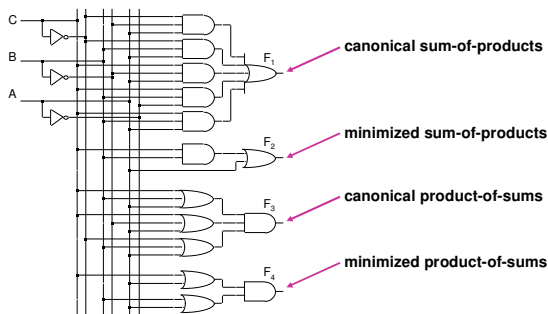 C
B
A
F1
canonical sum-of-products
F2
minimized sum-of-products
F3
canonical product-of-sums
F4
minimized product-of-sums